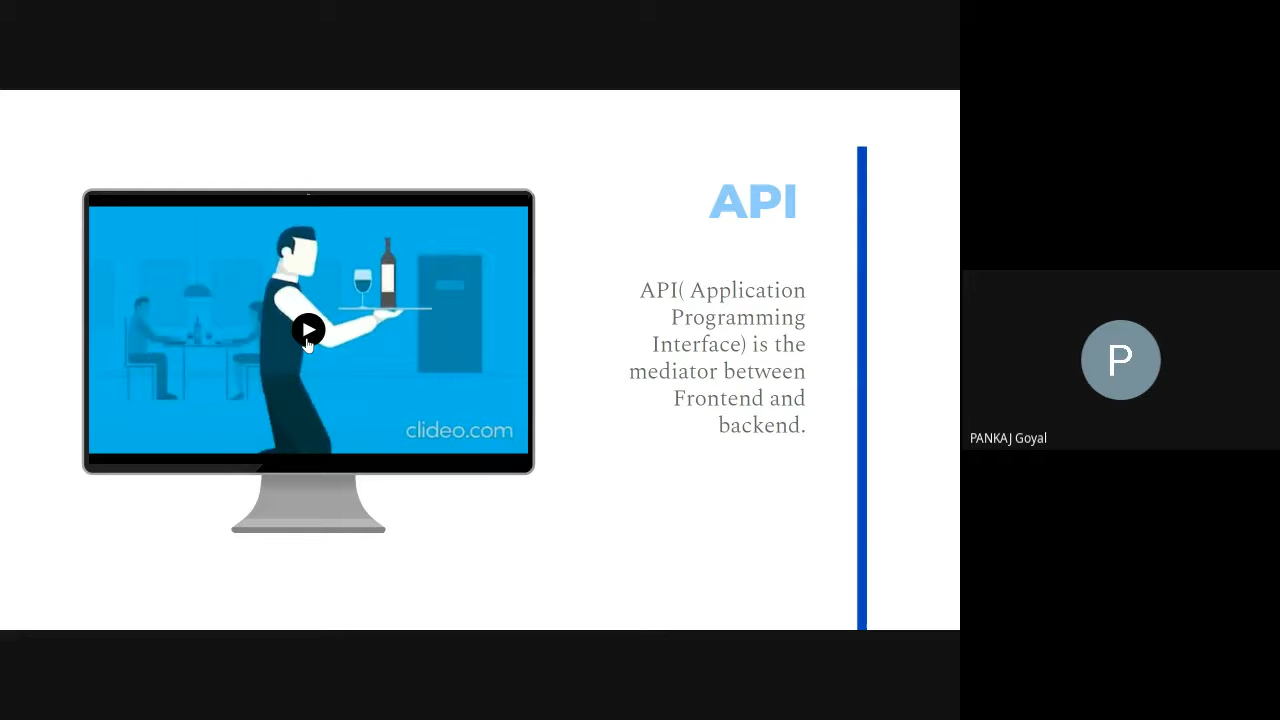 API
API( Application
Programming
Interface) is the
mediator between
Frontend and
backend.
clideo.com
P
PANKAJ Goyal